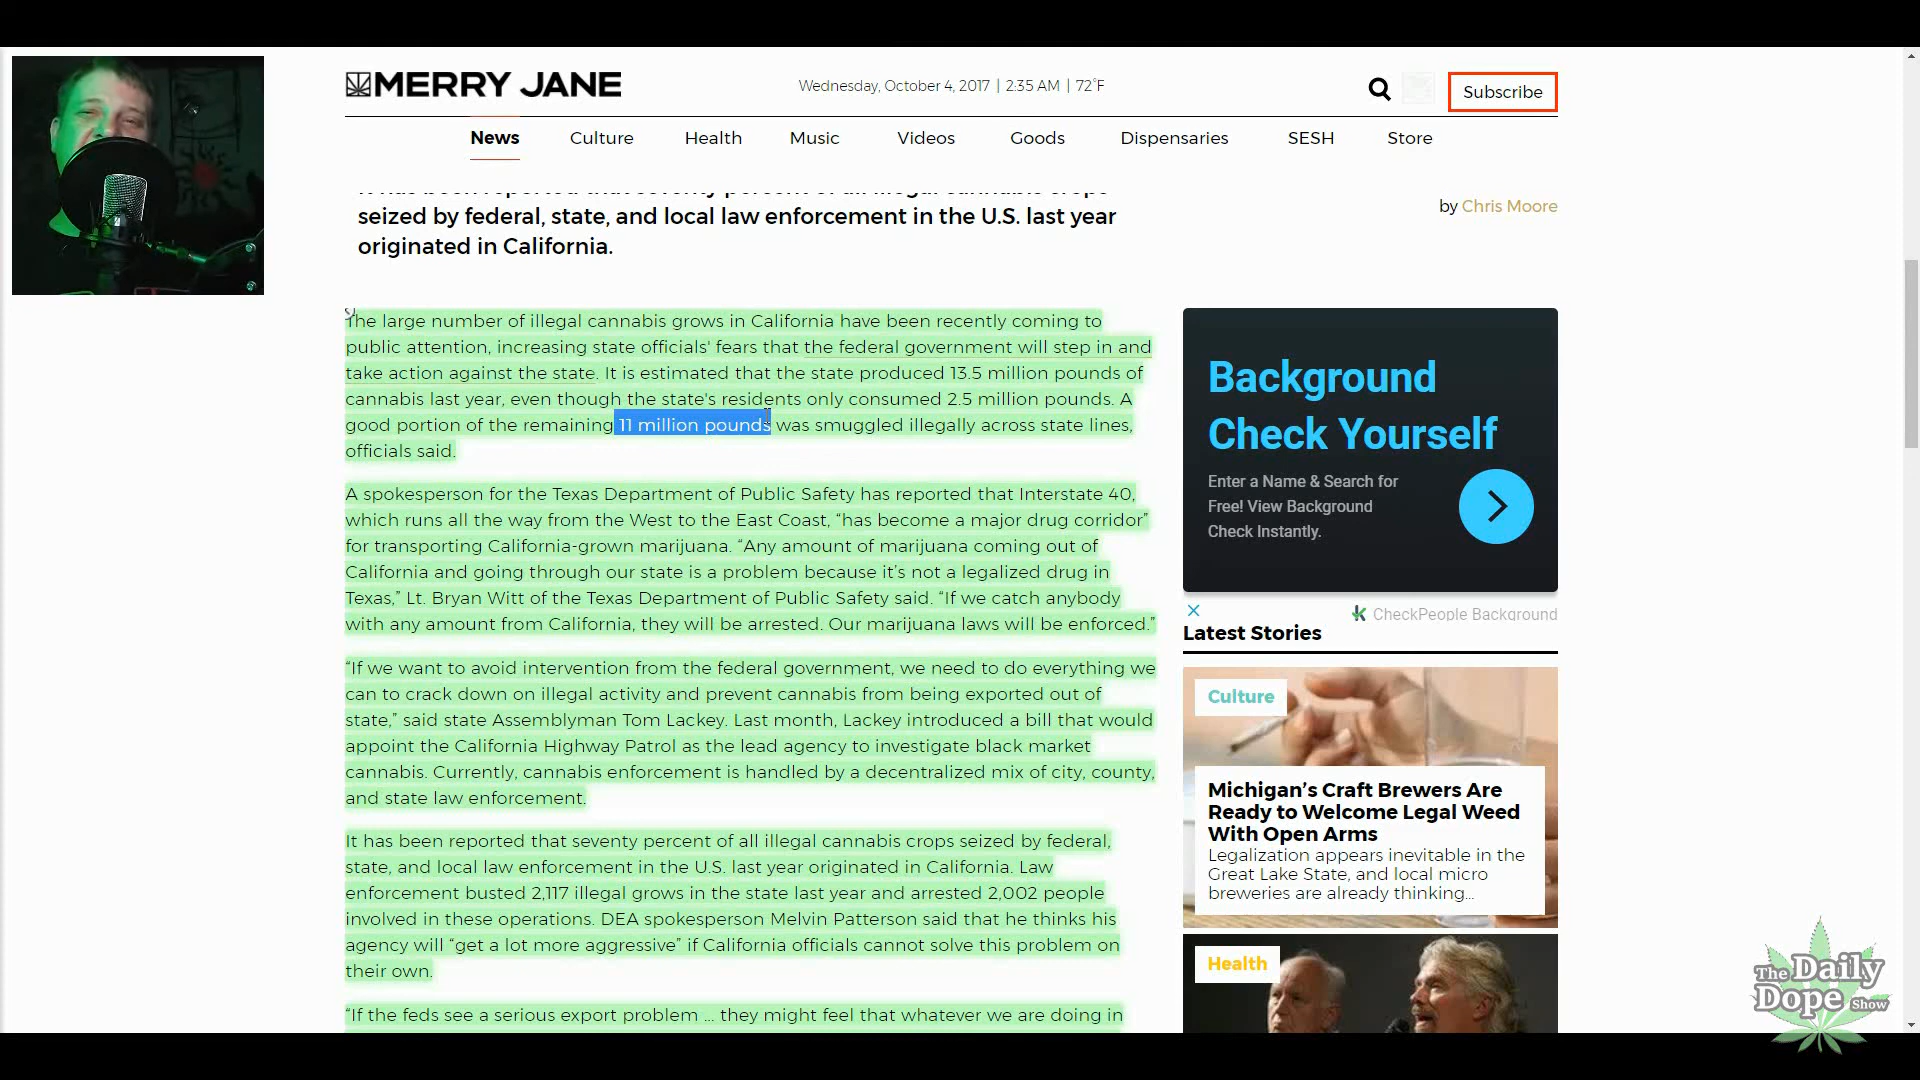 MERRY JANE
Wednesday, October 4, 2017 | 2:35 AM | 72°F
Subscribe
News Culture Health Music Videos Goods Dispensaries SESH Store
It has been reported that seventy percent of all illegal cannabis crops
seized by federal, state, and local law enforcement in the U.S. last year
originated in California.
by Chris Moore
The large number of illegal cannabis grows in California have been recently coming to
public attention, increasing state officials' fears that the federal government will step in and
take action against the state. It is estimated that the state produced 13.5 million pounds of
cannabis last year, even though the state's residents only consumed 2.5 million pounds. A
good portion of the remaining 11 million pounds was smuggled illegally across state lines,
officials said.
A spokesperson for the Texas Department of Public Safety has reported that Interstate 40,
which runs all the way from the West to the East Coast, “has become a major drug corridor”
for transporting California-grown marijuana. “Any amount of marijuana coming out of
California and going through our state is a problem because it’s not a legalized drug in
Texas,” Lt. Bryan Witt of the Texas Department of Public Safety said. “If we catch anybody
with any amount from California, they will be arrested. Our marijuana laws will be enforced.”
“If we want to avoid intervention from the federal government, we need to do everything we
can to crack down on illegal activity and prevent cannabis from being exported out of
state,” said state Assemblyman Tom Lackey. Last month, Lackey introduced a bill that would
appoint the California Highway Patrol as the lead agency to investigate black market
cannabis. Currently, cannabis enforcement is handled by a decentralized mix of city, county,
and state law enforcement.
It has been reported that seventy percent of all illegal cannabis crops seized by federal,
state, and local law enforcement in the U.S. last year originated in California. Law
enforcement busted 2,117 illegal grows in the state last year and arrested 2,002 people
involved in these operations. DEA spokesperson Melvin Patterson said that he thinks his
agency will “get a lot more aggressive” if California officials cannot solve this problem on
their own.
“If the feds see a serious export problem ... they might feel that whatever we are doing in
Background
Check Yourself
Enter a Name & Search for
Free! View Background
Check Instantly.
CheckPeople Background
Latest Stories
Culture
Michigan’s Craft Brewers Are
Ready to Welcome Legal Weed
With Open Arms
Legalization appears inevitable in the
Great Lake State, and local micro
breweries are already thinking...
Health
The Daily
Dope Show